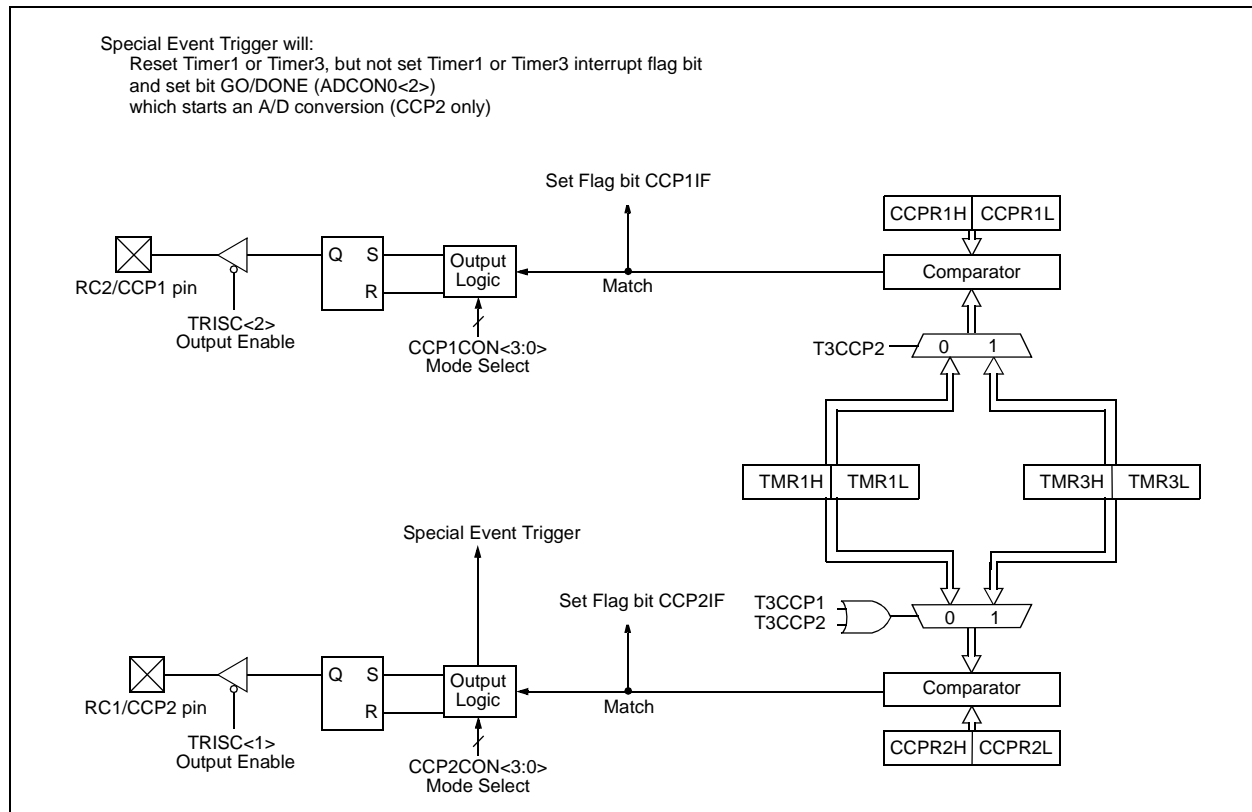 Special Event Trigger will:
Reset Timer1 or Timer3, but not set Timer1 or Timer3 interrupt flag bit
and set bit GO/DONE (ADCON0<2>)
which starts an A/D conversion (CCP2 only)
Set Flag bit CCP1IF
CCPR1H CCPR1L
Q S
R
Output
Logic
Comparator
RC2/CCP1 pin
Match
TRISC<2>
Output Enable
CCP1CON<3:0>
Mode Select
T3CCP2
0 1
TMR1H TMR1L
TMR3H TMR3L
Special Event Trigger
Set Flag bit CCP2IF
T3CCP1
T3CCP2
0 1
Q S
R
Output
Logic
Comparator
RC1/CCP2 pin
Match
TRISC<1>
Output Enable
CCP2CON<3:0>
Mode Select
CCPR2H CCPR2L